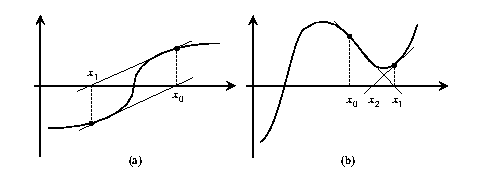 x₁
x₀
x₀ x₂ x₁
(a) (b)